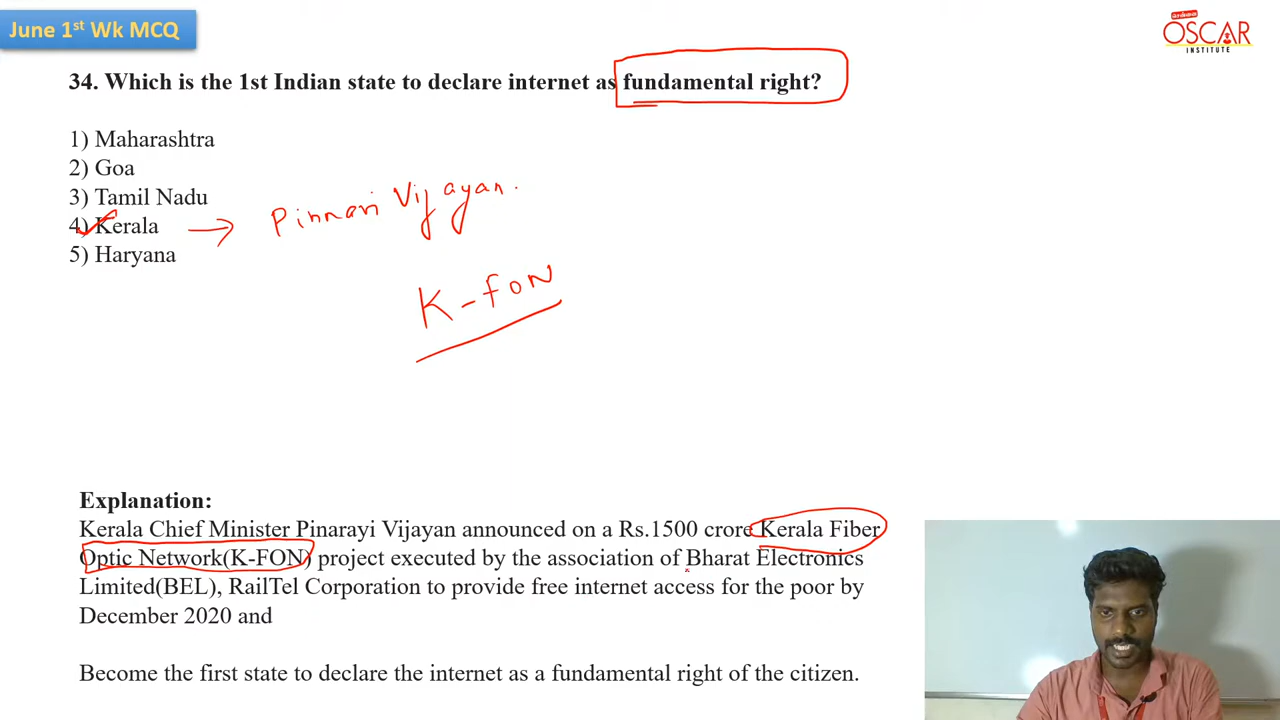 June 1st Wk MCQ
சென்னை
OSCAR
INSTITUTE
34. Which is the 1st Indian state to declare internet as fundamental right?
1) Maharashtra
2) Goa
3) Tamil Nadu
4) Kerala
Pinnari Vijayan.
5) Haryana
K-fON
Explanation:
Kerala Chief Minister Pinarayi Vijayan announced on a Rs.1500 crore Kerala Fiber
Optic Network(K-FON) project executed by the association of Bharat Electronics
Limited(BEL), RailTel Corporation to provide free internet access for the poor by
December 2020 and
Become the first state to declare the internet as a fundamental right of the citizen.